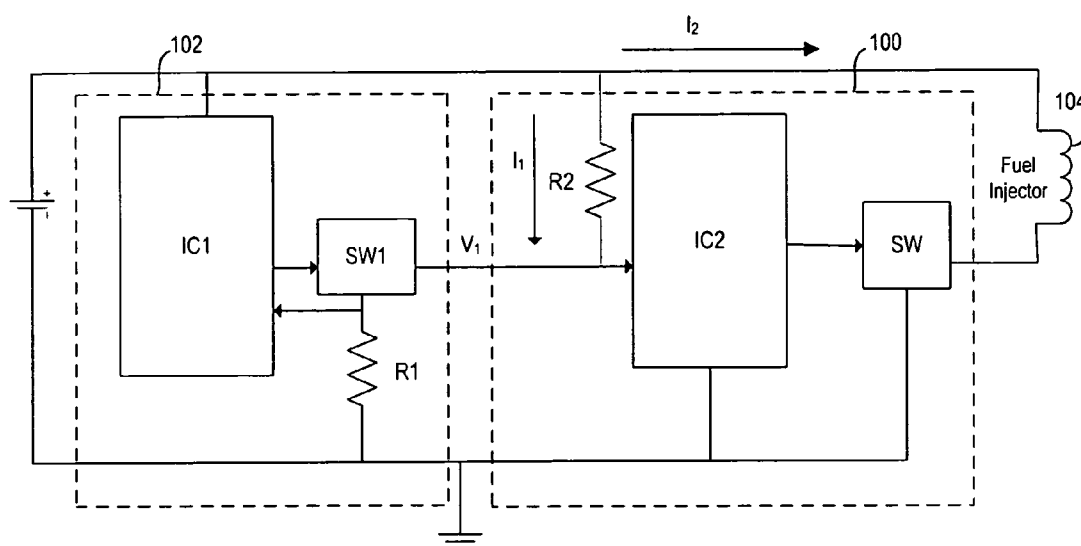 102
I₂
100
104
+
-
IC1
SW1
R1
V₁
I₁
R2
IC2
SW
Fuel
Injector